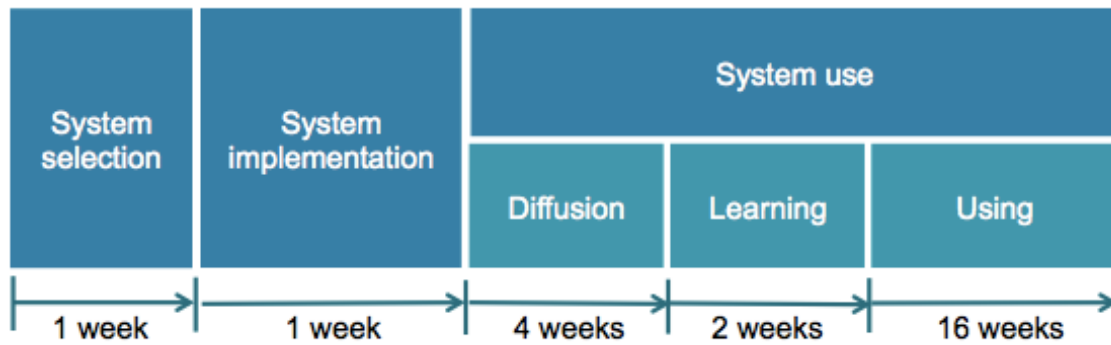 System
selection
System
implementation
System use
Diffusion
Learning
Using
1 week
1 week
4 weeks
2 weeks
16 weeks